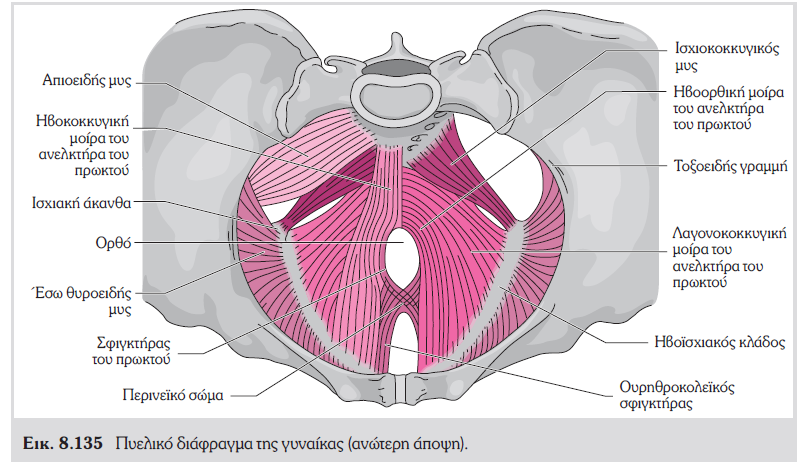 Απιοειδής μυς
Ηβοκοκκυγική
μοίρα του
ανελκτήρα του
πρωκτού
Ισχιακή άκανθα
Ορθό
Έσω θυροειδής
μυς
Σφιγκτήρας
του πρωκτού
Περινεϊκό σώμα
Ισχιοκοκκυγικός
μυς
Ηβοορθική μοίρα
του ανελκτήρα
του πρωκτού
Τοξοειδής γραμμή
Λαγονοκοκκυγική
μοίρα του
ανελκτήρα του
πρωκτού
Ηβοϊσχιακός κλάδος
Ουρηθροκολεϊκός
σφιγκτήρας
Εικ. 8.135 Πυελικό διάφραγμα της γυναίκας (ανώτερη άποψη).